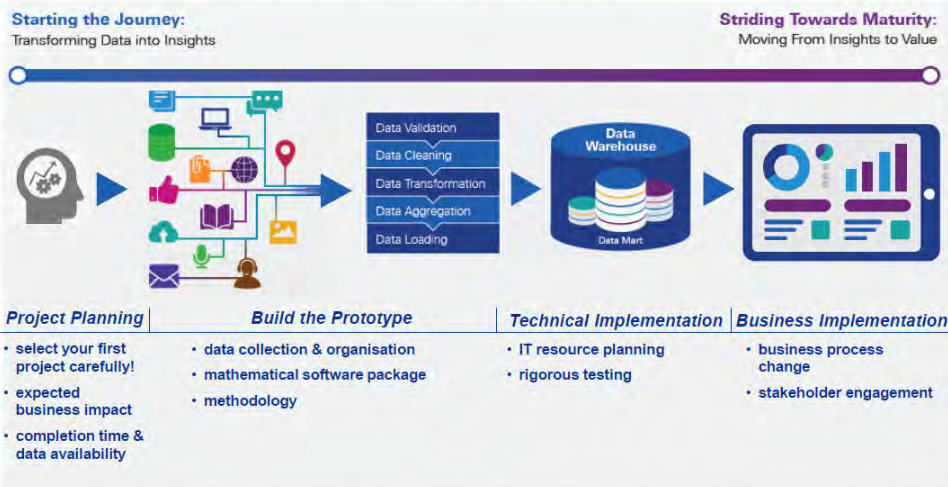 Starting the Journey:
Transforming Data into Insights
Striding Towards Maturity:
Moving From Insights to Value
Data Validation
Data Cleaning
Data Transformation
Data Aggregation
Data Loading
Data
Warehouse
Data Mart
Project Planning
• select your first
project carefully!
• expected
business impact
• completion time &
data availability
Build the Prototype
• data collection & organisation
• mathematical software package
• methodology
Technical Implementation
• IT resource planning
• rigorous testing
Business Implementation
• business process
change
• stakeholder engagement